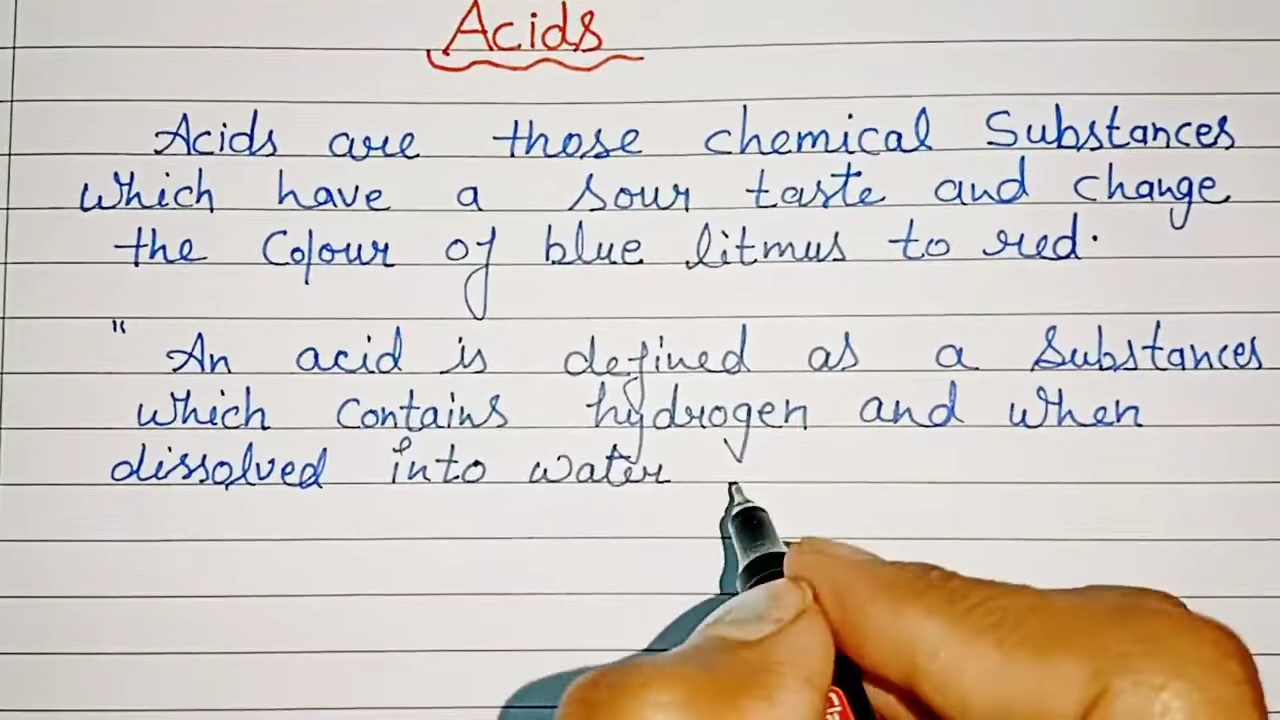 Acids
Acids are those chemical Substances
which have a sour taste and change
the Colour of blue litmus to red.
" An acid is defined as a Substances
which Contains hydrogen and when
dissolved into water